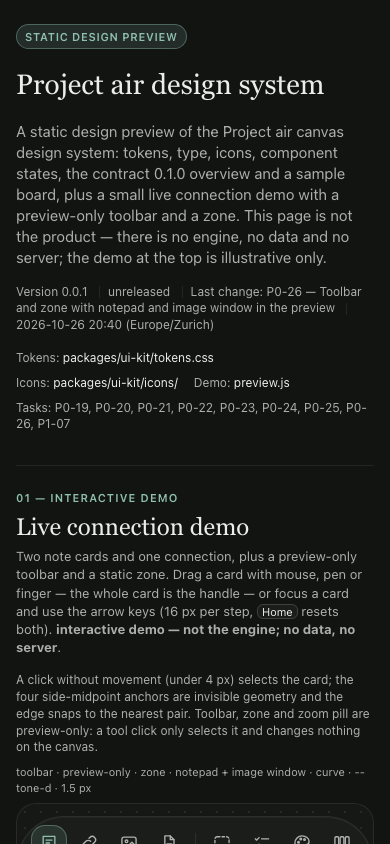 STATIC DESIGN PREVIEW
Project air design system
A static design preview of the Project air canvas
design system: tokens, type, icons, component
states, the contract 0.1.0 overview and a sample
board, plus a small live connection demo with a
preview-only toolbar and a zone. This page is not
the product — there is no engine, no data and no
server; the demo at the top is illustrative only.
Version 0.0.1 | unreleased | Last change: P0-26 — Toolbar
and zone with notepad and image window in the preview |
2026-10-26 20:40 (Europe/Zurich)
Tokens: packages/ui-kit/tokens.css
Icons: packages/ui-kit/icons/ Demo: preview.js
Tasks: P0-19, P0-20, P0-21, P0-22, P0-23, P0-24, P0-25, P0-
26, P1-07
01 — INTERACTIVE DEMO
Live connection demo
Two note cards and one connection, plus a preview-only
toolbar and a static zone. Drag a card with mouse, pen or
finger — the whole card is the handle — or focus a card
and use the arrow keys (16 px per step, Home resets
both). interactive demo — not the engine; no data, no
server.
A click without movement (under 4 px) selects the card; the
four side-midpoint anchors are invisible geometry and the
edge snaps to the nearest pair. Toolbar, zone and zoom pill are
preview-only: a tool click only selects it and changes nothing
on the canvas.
toolbar · preview-only · zone · notepad + image window · curve · --
tone-d · 1.5 px